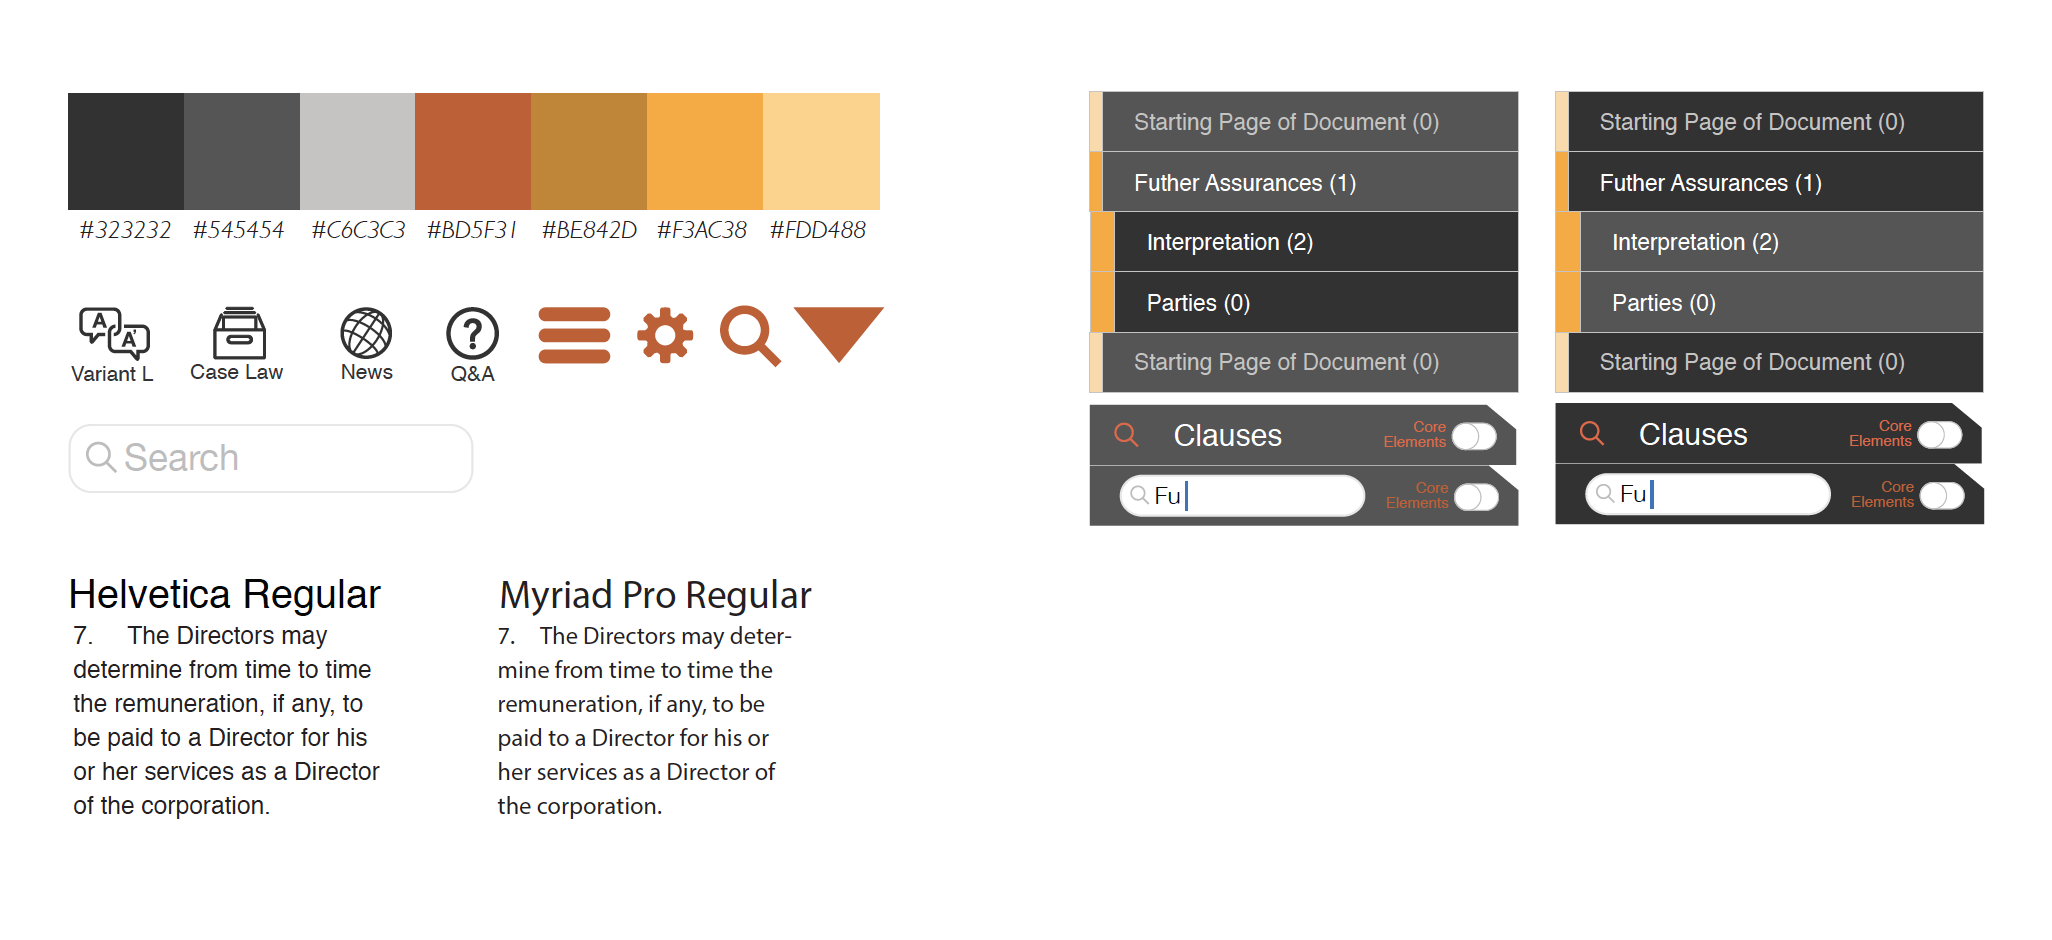 #323232 #545454 #C6C3C3 #BD5F31 #BE842D #F3AC38 #FDD488
A A'
Variant L Case Law News Q&A
Search
Helvetica Regular
7. The Directors may
determine from time to time
the remuneration, if any, to
be paid to a Director for his
or her services as a Director
of the corporation.
Myriad Pro Regular
7. The Directors may deter-
mine from time to time the
remuneration, if any, to be
paid to a Director for his or
her services as a Director of
the corporation.
Starting Page of Document (0)
Futher Assurances (1)
Interpretation (2)
Parties (0)
Starting Page of Document (0)
Clauses
Core
Elements
Fu
Core
Elements
Starting Page of Document (0)
Futher Assurances (1)
Interpretation (2)
Parties (0)
Starting Page of Document (0)
Clauses
Core
Elements
Fu
Core
Elements